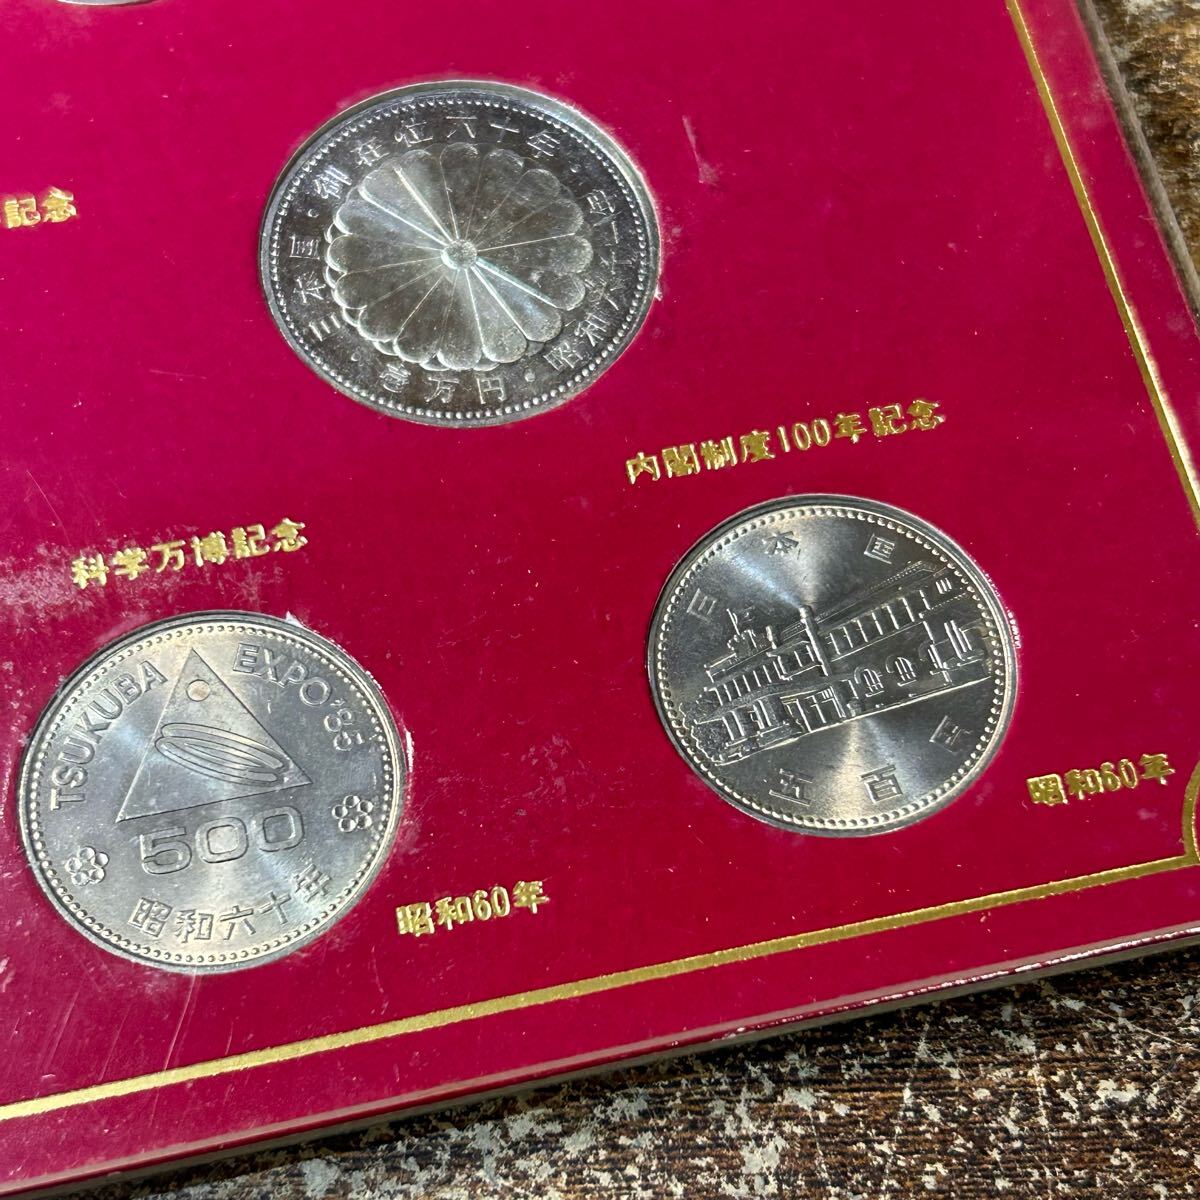 記念
日本国・御在位六十年・昭和六十一年・壱万円
内閣制度100年記念
科学万博記念
日本国
五百円
昭和60年
TSUKUBA EXPO'85
500
昭和六十年
昭和60年